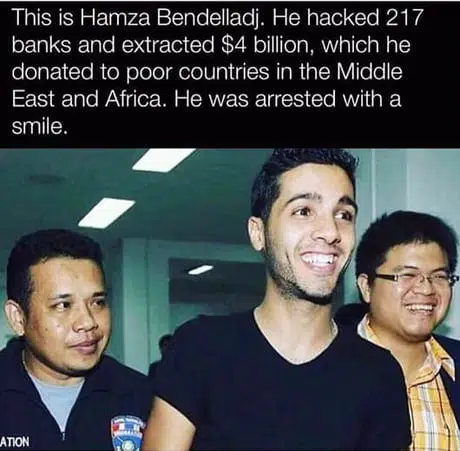 This is Hamza Bendelladj. He hacked 217
banks and extracted $4 billion, which he
donated to poor countries in the Middle
East and Africa. He was arrested with a
smile.
ATION